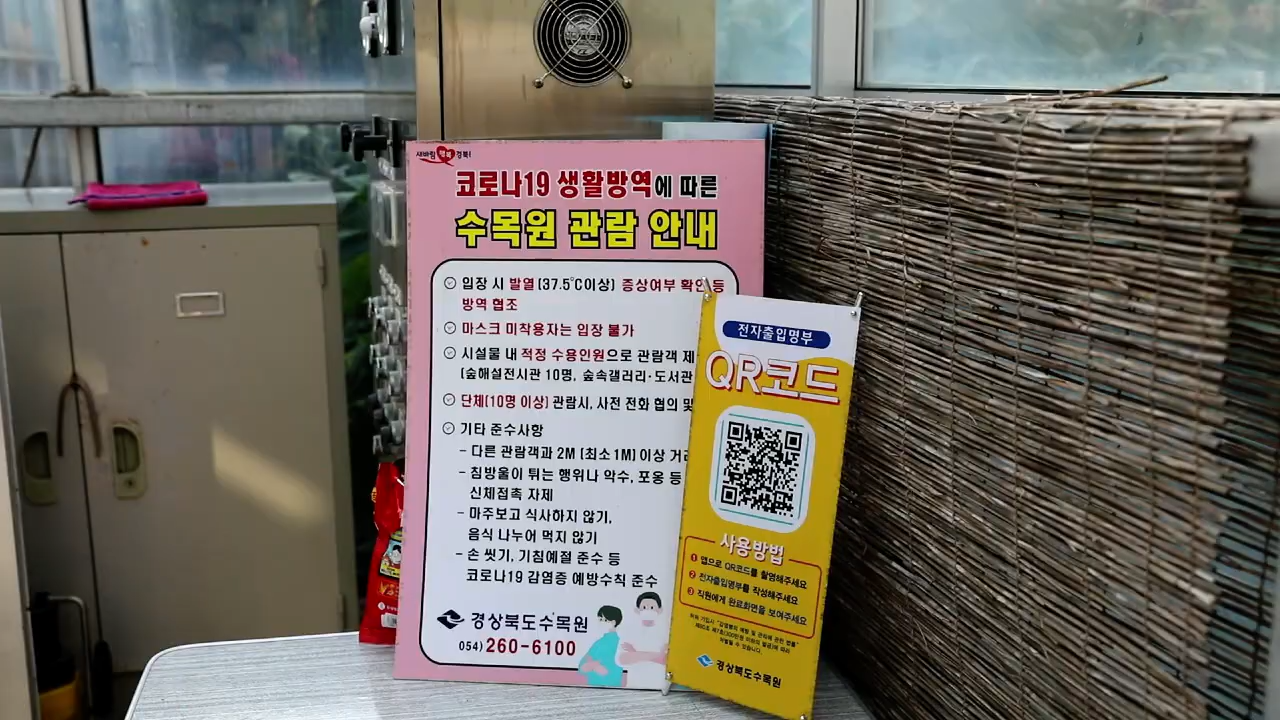 새바람 행복 경북!
코로나19 생활방역에 따른
수목원 관람 안내
입장 시 발열(37.5℃이상) 증상여부 확인 등
방역 협조
마스크 미착용자는 입장 불가
시설물 내 적정 수용인원으로 관람객 제
(숲해설전시관 10명, 숲속갤러리·도서관
단체(10명 이상) 관람시, 사전 전화 협의 및
기타 준수사항
- 다른 관람객과 2M (최소 1M) 이상 거리
- 침방울이 튀는 행위나 악수, 포옹 등
신체접촉 자제
- 마주보고 식사하지 않기,
음식 나누어 먹지 않기
- 손 씻기, 기침예절 준수 등
코로나19 감염증 예방수칙 준수
경상북도수목원
054) 260-6100
전자출입명부
QR코드
사용방법
1 앱으로 QR코드를 촬영해주세요
2 전자출입명부를 작성해주세요
3 직원에게 완료화면을 보여주세요
경상북도수목원